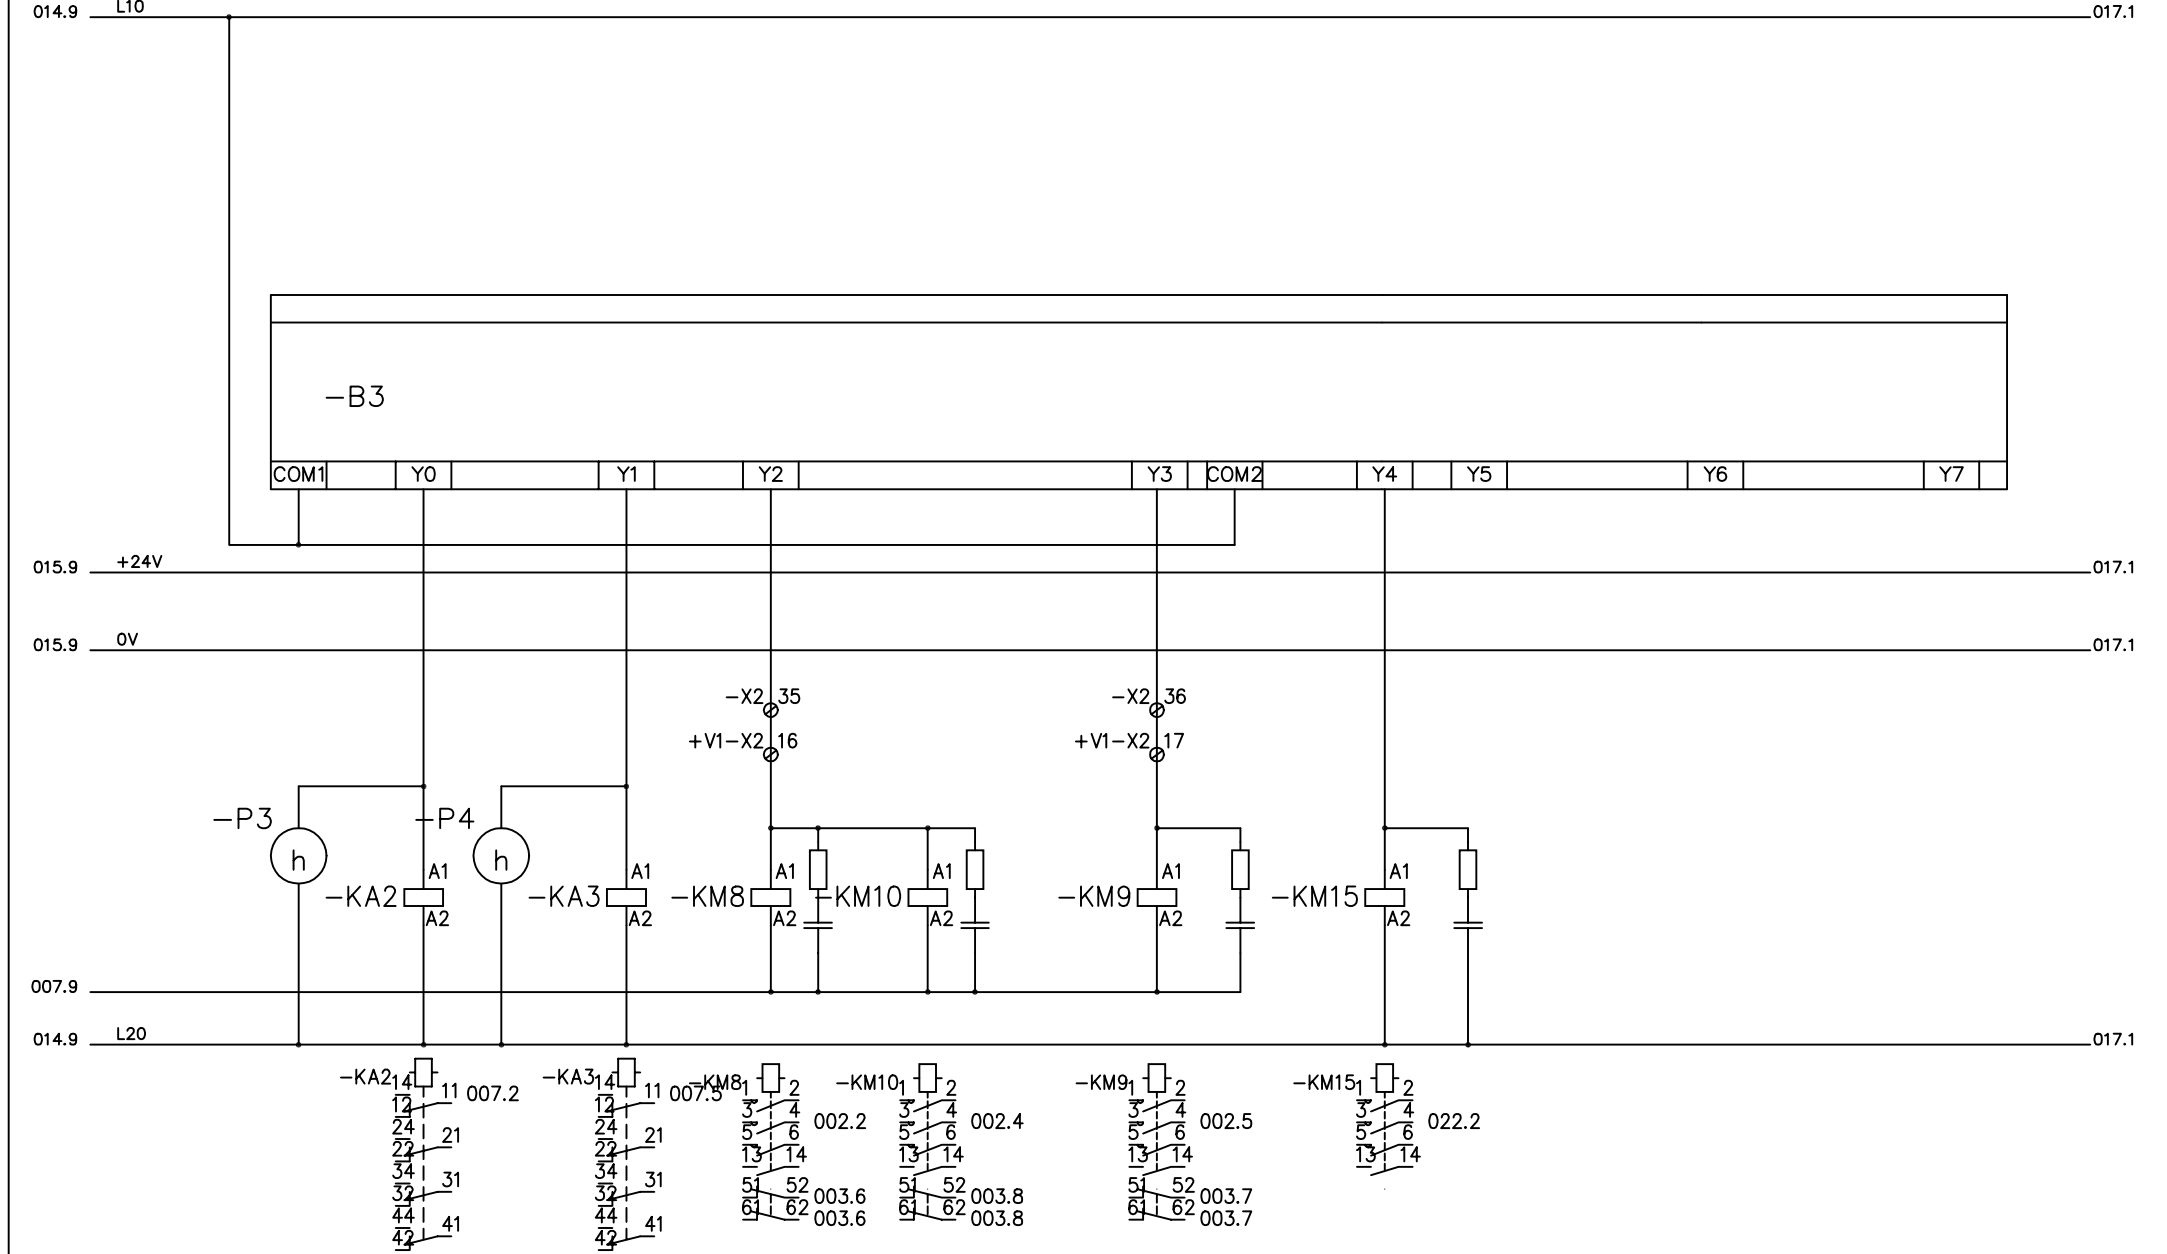 014.9 L10 017.1
-B3
COM1 Y0 Y1 Y2 Y3 COM2 Y4 Y5 Y6 Y7
015.9 +24V 017.1
015.9 0V 017.1
-X2 35 -X2 36
+V1-X2 16 +V1-X2 17
-P3 -P4
h h
A1 A1 A1 A1 A1 A1
-KA2 -KA3 -KM8 -KM10 -KM9 -KM15
A2 A2 A2 A2 A2 A2
007.9
014.9 L20 017.1
-KA2 -KA3 -KM8 -KM10 -KM9 -KM15
14 11 007.2 14 11 007.5 1 2 1 2 1 2 1 2
12 12 3 4 3 4 3 4 3 4
002.2 002.4 002.5 022.2
24 21 24 21 5 6 5 6 5 6 5 6
22 22 13 14 13 14 13 14 13 14
34 31 34 31 51 52 003.6 51 52 003.8 51 52 003.7
32 32 61 62 003.6 61 62 003.8 61 62 003.7
44 41 44 41
42 42